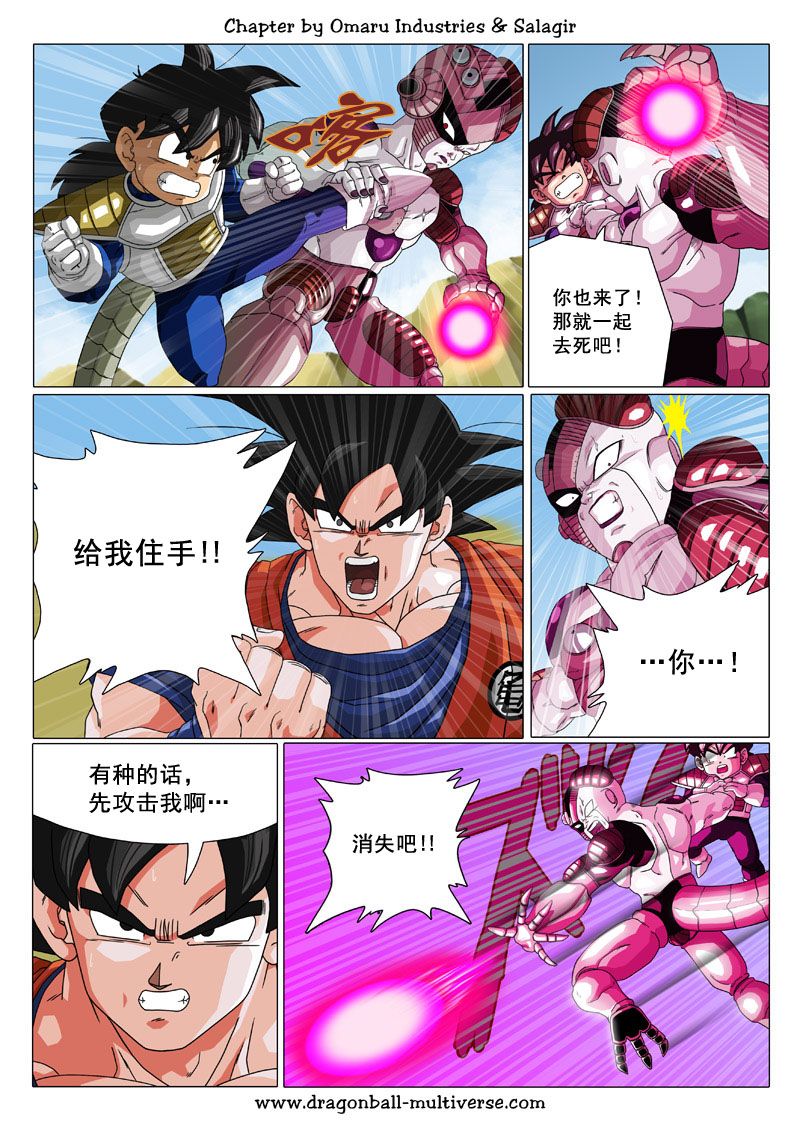 Chapter by Omaru Industries & Salagir
喀
你也来了!
那就一起
去死吧!
给我住手!!
…你…!
有种的话,
先攻击我啊…
消失吧!!
www.dragonball-multiverse.com